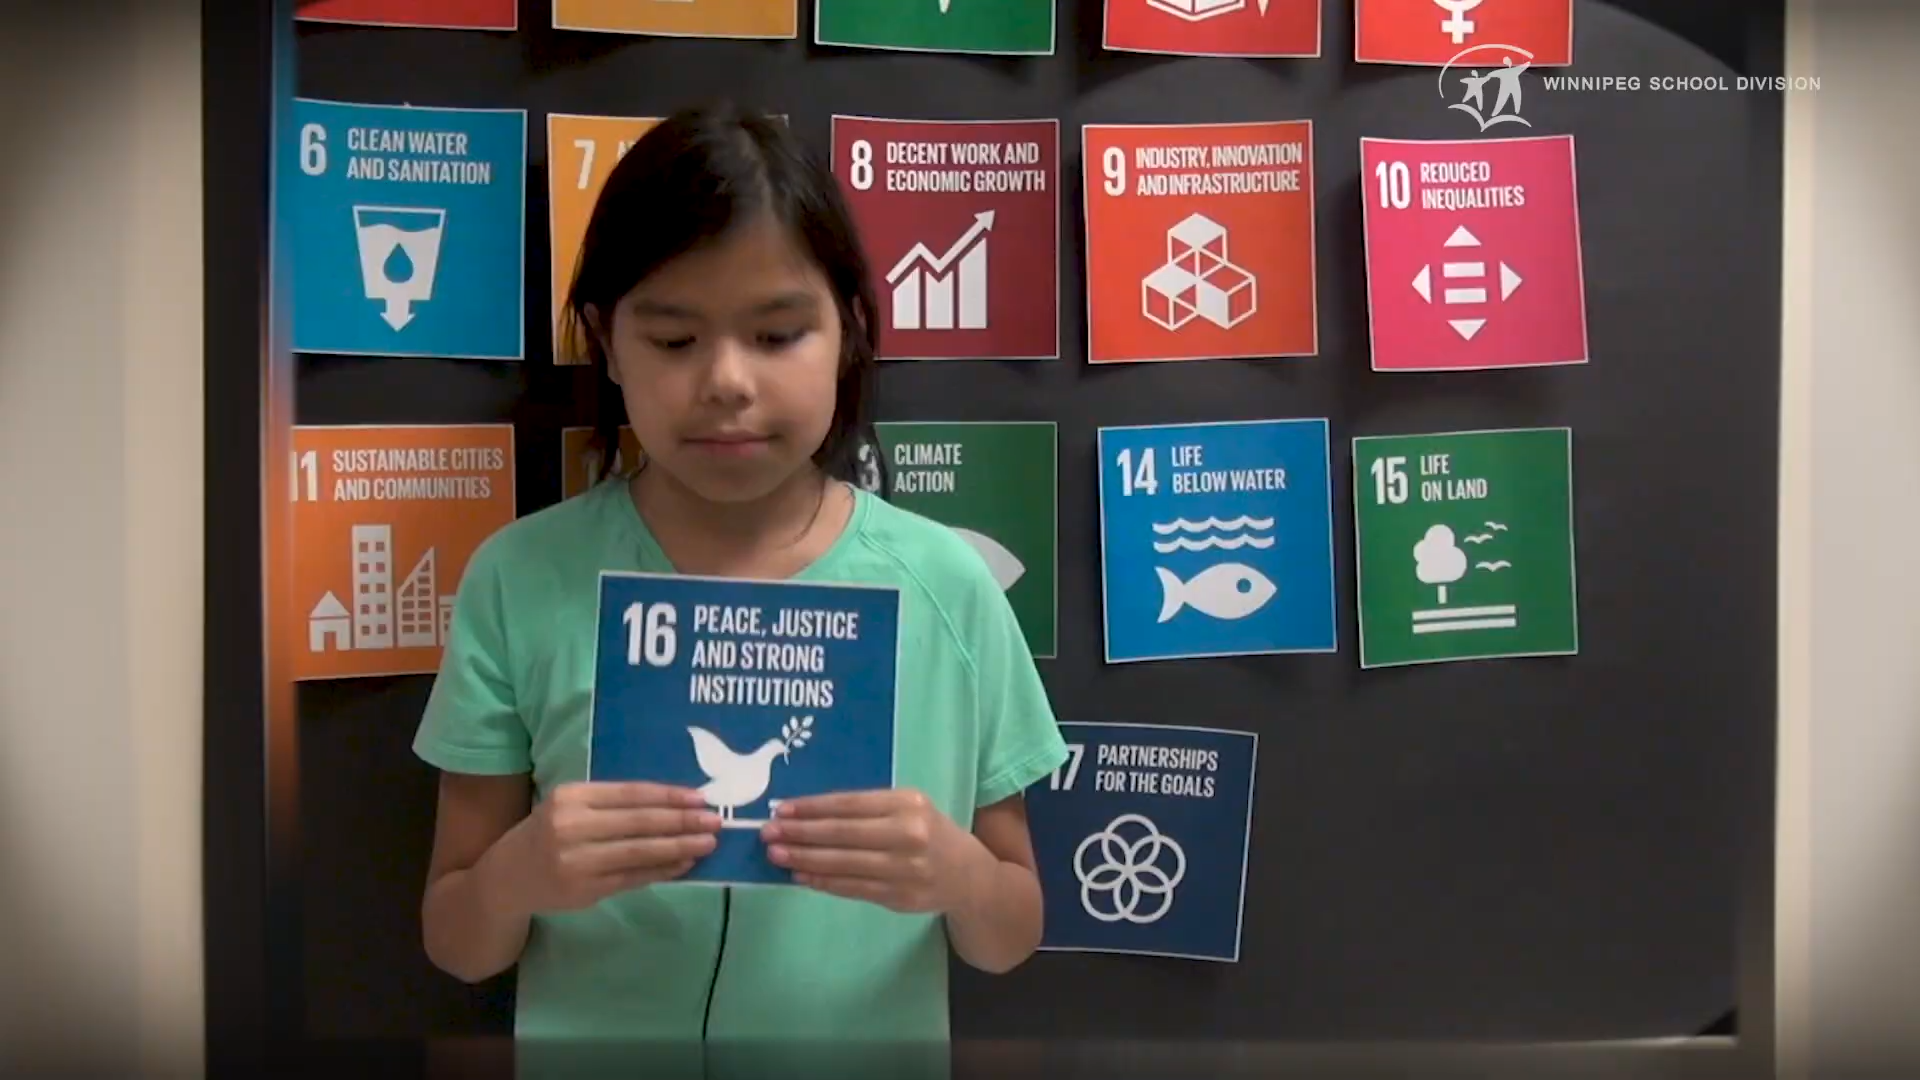 WINNIPEG SCHOOL DIVISION
6 CLEAN WATER
AND SANITATION
7
8 DECENT WORK AND
ECONOMIC GROWTH
9 INDUSTRY, INNOVATION
AND INFRASTRUCTURE
10 REDUCED
INEQUALITIES
11 SUSTAINABLE CITIES
AND COMMUNITIES
3 CLIMATE
ACTION
14 LIFE
BELOW WATER
15 LIFE
ON LAND
16 PEACE, JUSTICE
AND STRONG
INSTITUTIONS
17 PARTNERSHIPS
FOR THE GOALS